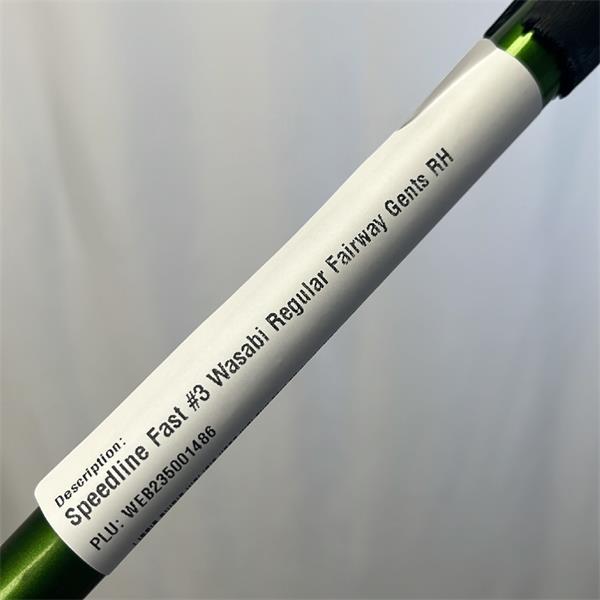 Description:
Speedline Fast #3 Wasabi Regular Fairway Gents RH
PLU: WEB235001486